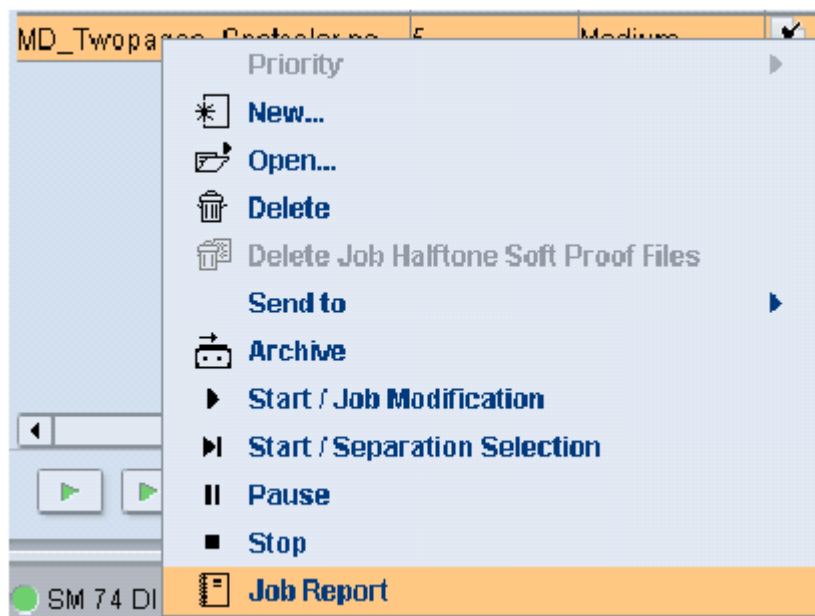 MD_Twopages_
Priority
New...
Open...
Delete
Delete Job Halftone Soft Proof Files
Send to
Archive
Start / Job Modification
Start / Separation Selection
Pause
Stop
SM 74 DI
Job Report